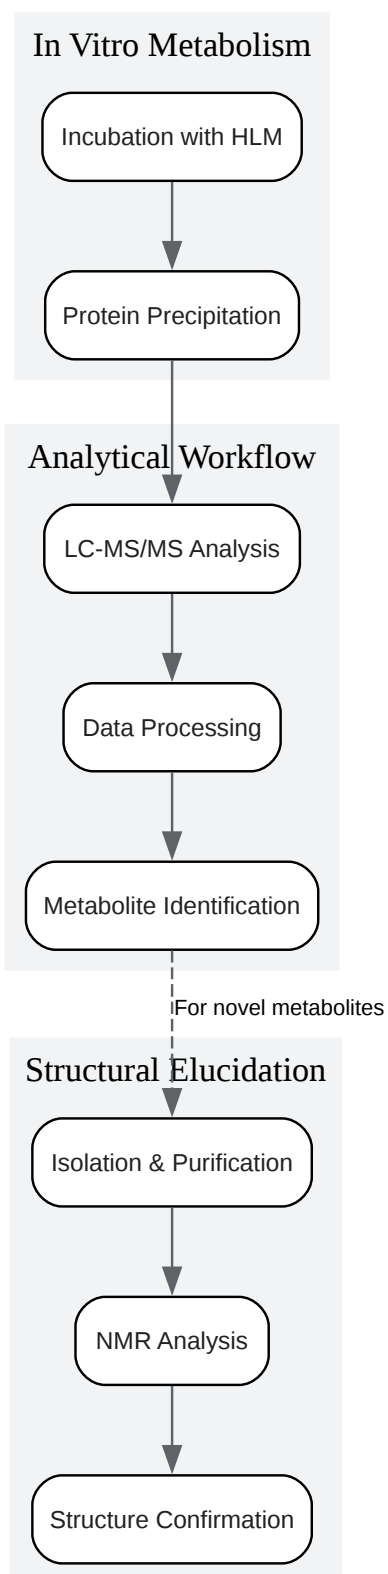 In Vitro Metabolism
Incubation with HLM
Protein Precipitation
Analytical Workflow
LC-MS/MS Analysis
Data Processing
Metabolite Identification
For novel metabolites
Structural Elucidation
Isolation & Purification
NMR Analysis
Structure Confirmation